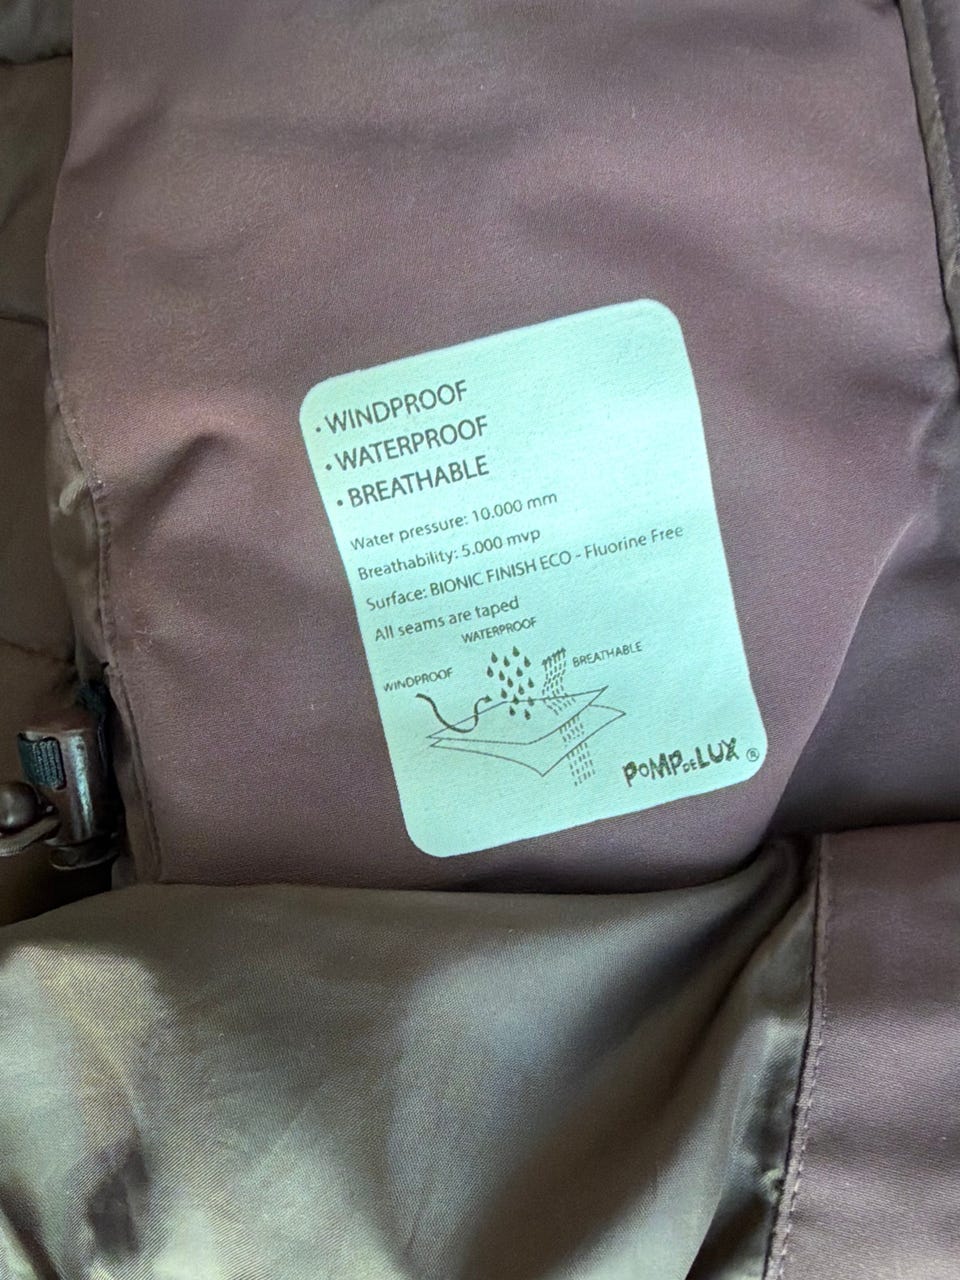 • WINDPROOF
• WATERPROOF
• BREATHABLE
Water pressure: 10.000 mm
Breathability: 5.000 mvp
Surface: BIONIC FINISH ECO - Fluorine Free
All seams are taped
WATERPROOF
WINDPROOF
BREATHABLE
POMPDELUX ®